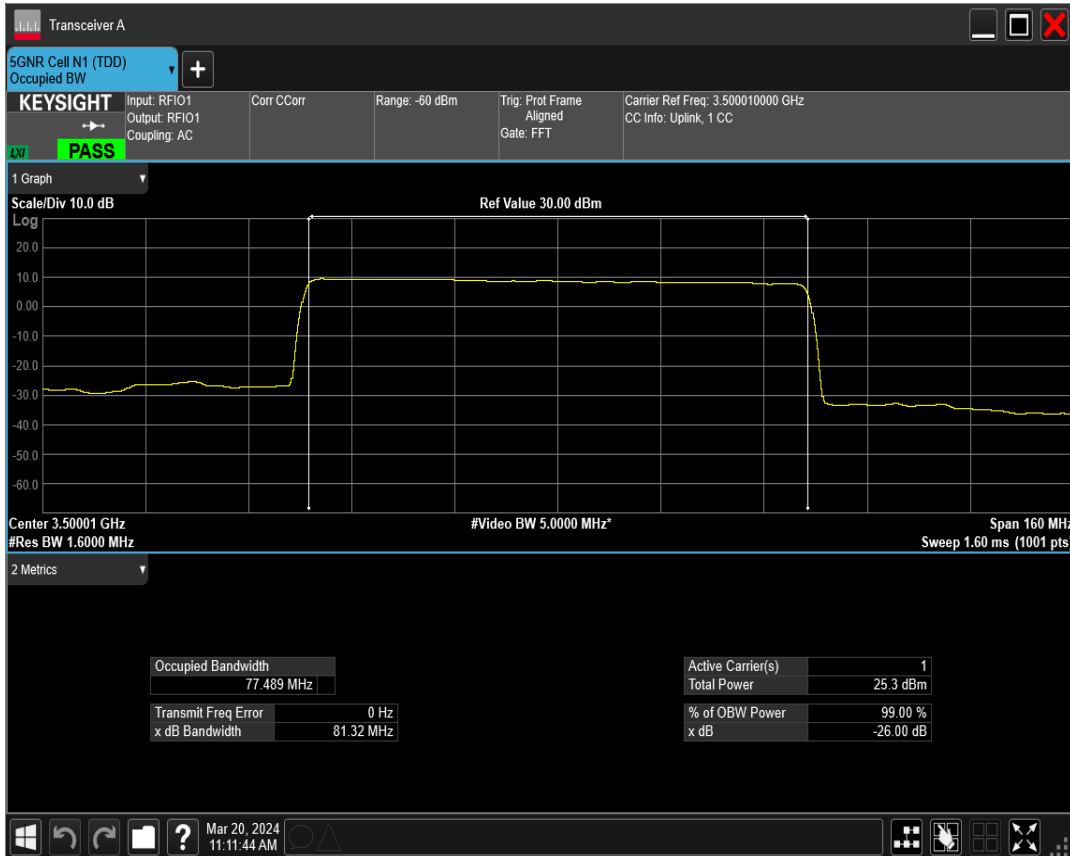 Transceiver A
5GNR Cell N1 (TDD)
Occupied BW
+
KEYSIGHT
LXI
PASS
Input: RFIO1
Output: RFIO1
Coupling: AC
Corr CCorr
Range: -60 dBm
Trig: Prot Frame
Aligned
Gate: FFT
Carrier Ref Freq: 3.500010000 GHz
CC Info: Uplink, 1 CC
1 Graph
Scale/Div 10.0 dB
Ref Value 30.00 dBm
Log
20.0
10.0
0.00
-10.0
-20.0
-30.0
-40.0
-50.0
-60.0
Center 3.50001 GHz
#Video BW 5.0000 MHz*
Span 160 MHz
#Res BW 1.6000 MHz
Sweep 1.60 ms (1001 pts)
2 Metrics
Occupied Bandwidth
77.489 MHz
Transmit Freq Error 0 Hz
x dB Bandwidth 81.32 MHz
Active Carrier(s) 1
Total Power 25.3 dBm
% of OBW Power 99.00 %
x dB -26.00 dB
?
Mar 20, 2024
11:11:44 AM